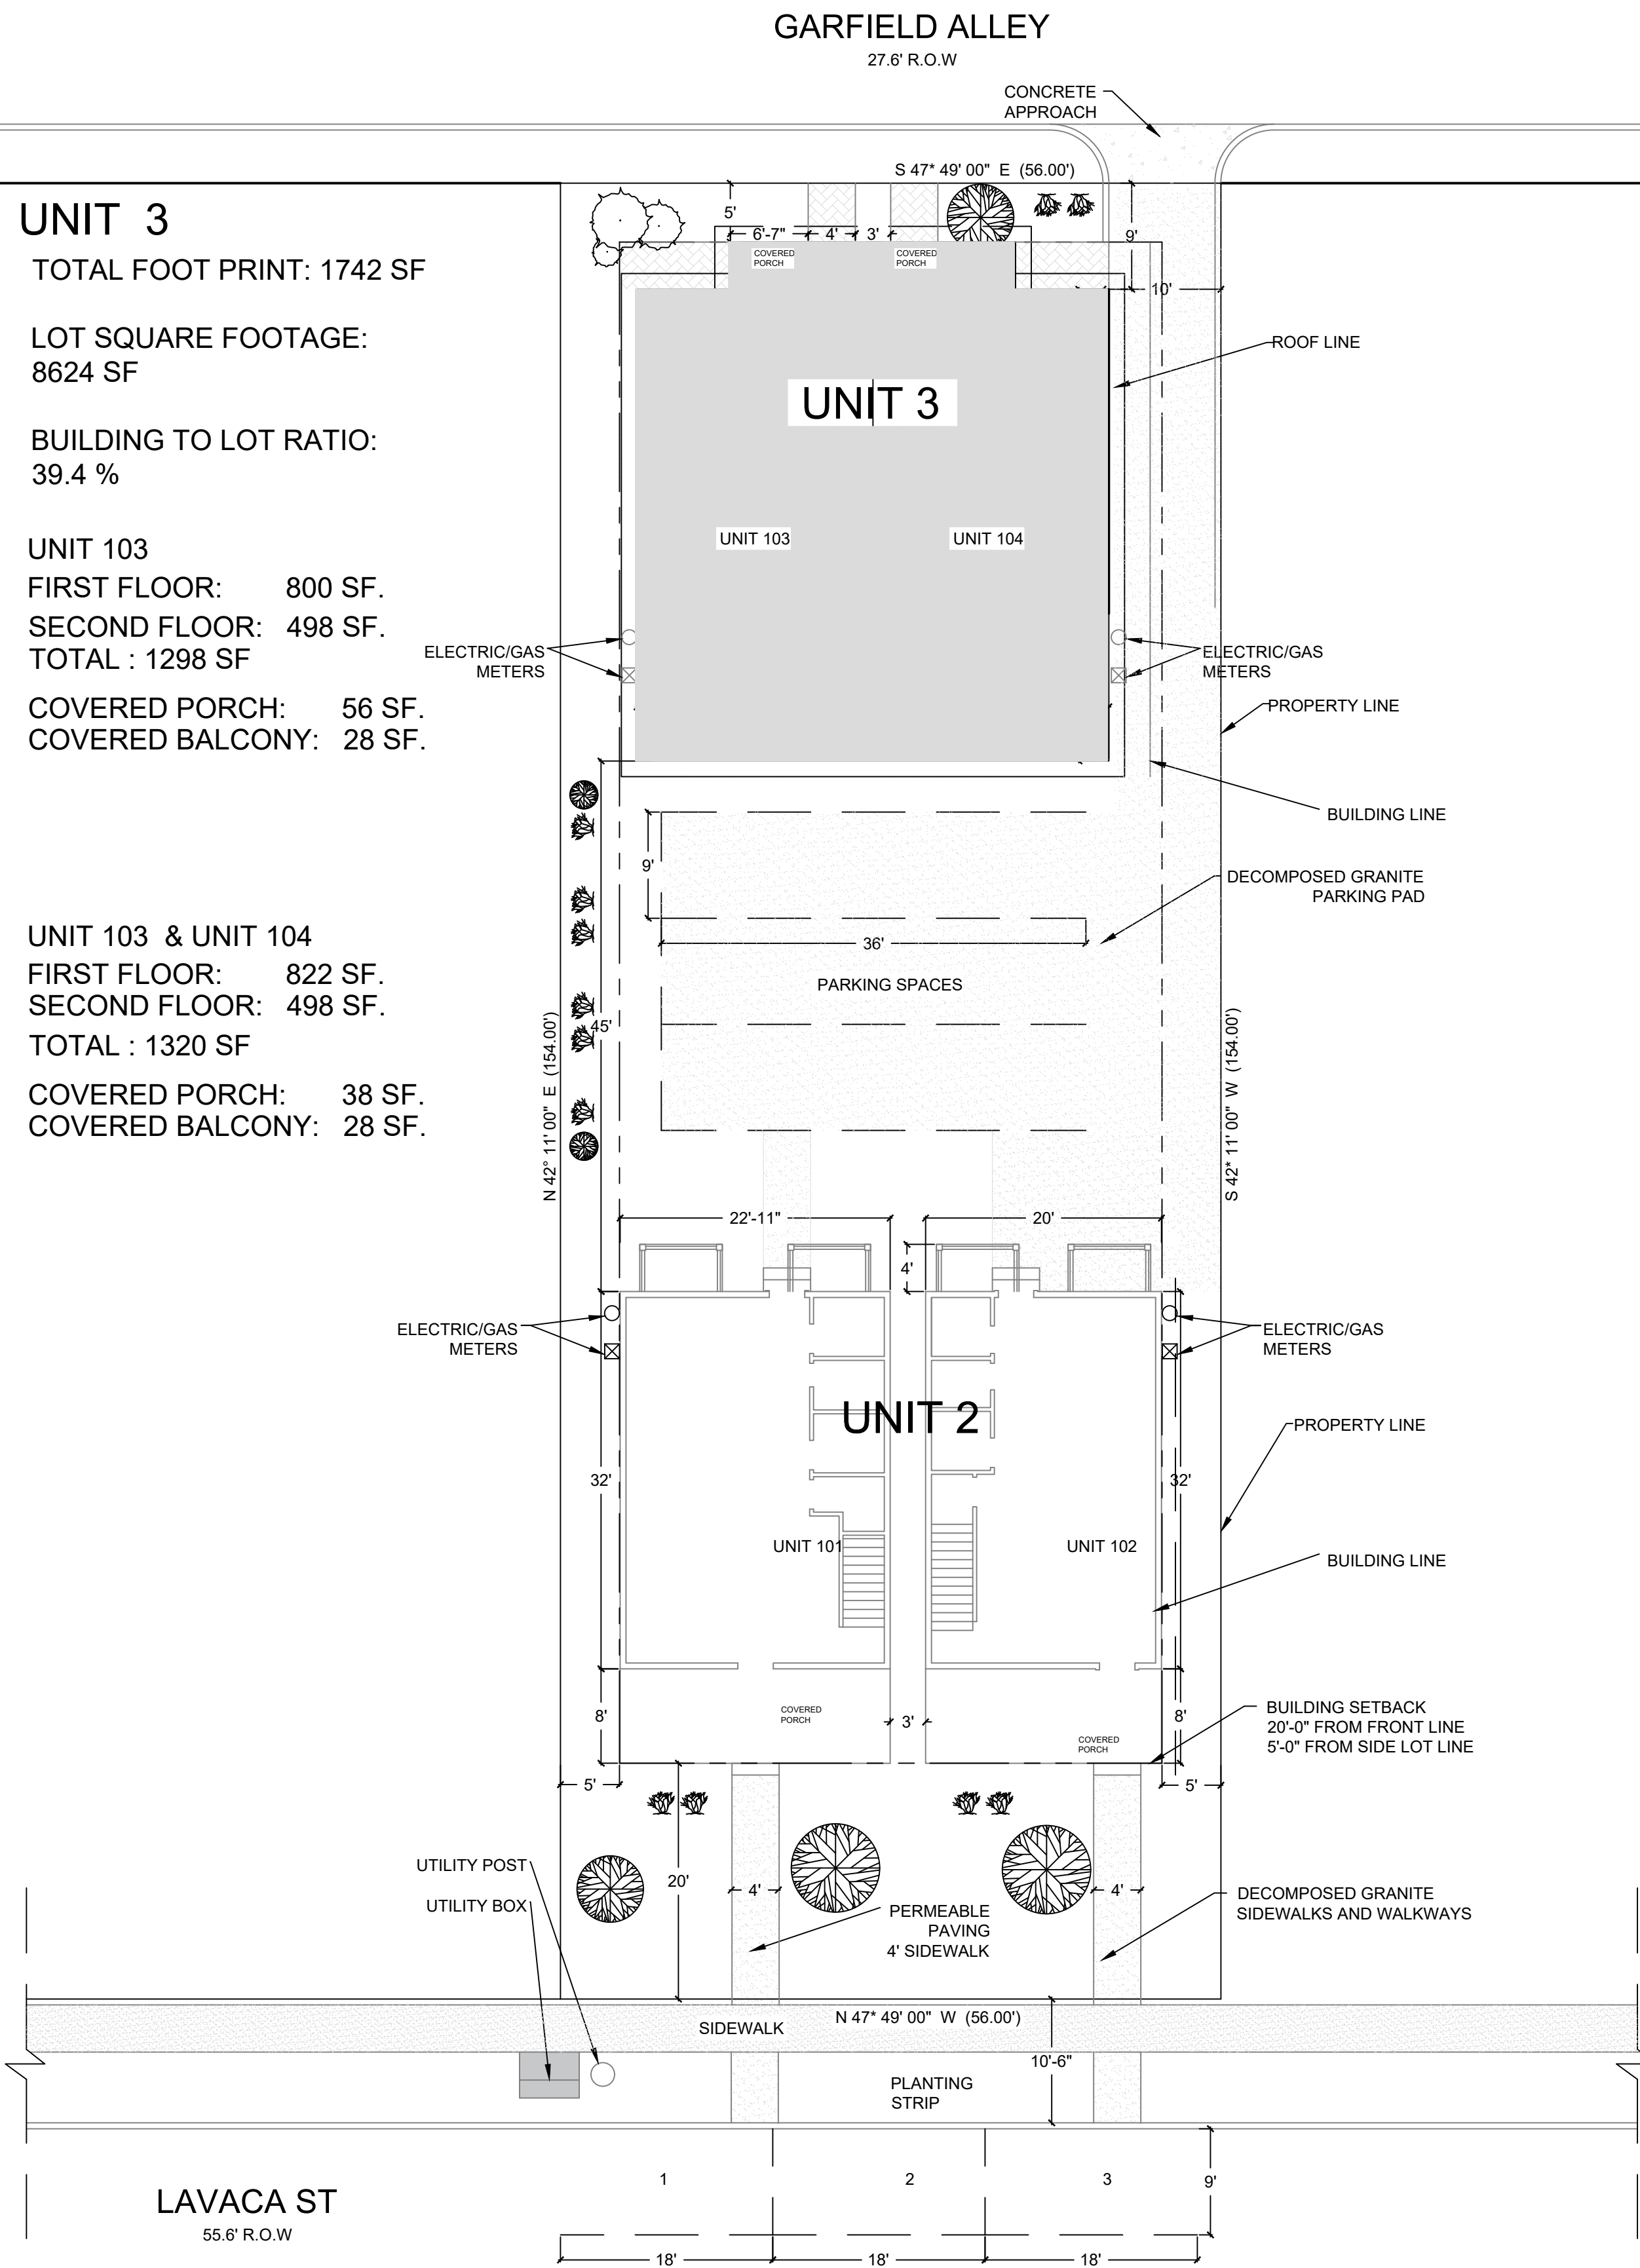 GARFIELD ALLEY
27.6' R.O.W
CONCRETE
APPROACH
S 47* 49' 00" E (56.00')
UNIT 3
TOTAL FOOT PRINT: 1742 SF
LOT SQUARE FOOTAGE:
8624 SF
BUILDING TO LOT RATIO:
39.4 %
UNIT 103
FIRST FLOOR: 800 SF.
SECOND FLOOR: 498 SF.
TOTAL : 1298 SF
COVERED PORCH: 56 SF.
COVERED BALCONY: 28 SF.
UNIT 103 & UNIT 104
FIRST FLOOR: 822 SF.
SECOND FLOOR: 498 SF.
TOTAL : 1320 SF
COVERED PORCH: 38 SF.
COVERED BALCONY: 28 SF.
5'
6'-7"
4'
3'
9'
COVERED
PORCH
COVERED
PORCH
10'
ROOF LINE
UNIT 3
UNIT 103
UNIT 104
ELECTRIC/GAS
METERS
ELECTRIC/GAS
METERS
PROPERTY LINE
BUILDING LINE
9'
DECOMPOSED GRANITE
PARKING PAD
36'
PARKING SPACES
45'
N 42° 11' 00" E (154.00')
S 42* 11' 00" W (154.00')
22'-11"
20'
4'
ELECTRIC/GAS
METERS
ELECTRIC/GAS
METERS
UNIT 2
PROPERTY LINE
32'
32'
UNIT 101
UNIT 102
BUILDING LINE
COVERED
PORCH
8'
3'
8'
COVERED
PORCH
BUILDING SETBACK
20'-0" FROM FRONT LINE
5'-0" FROM SIDE LOT LINE
5'
5'
UTILITY POST
UTILITY BOX
20'
4'
4'
PERMEABLE
PAVING
4' SIDEWALK
DECOMPOSED GRANITE
SIDEWALKS AND WALKWAYS
N 47* 49' 00" W (56.00')
SIDEWALK
10'-6"
PLANTING
STRIP
1
2
3
9'
LAVACA ST
55.6' R.O.W
18'
18'
18'